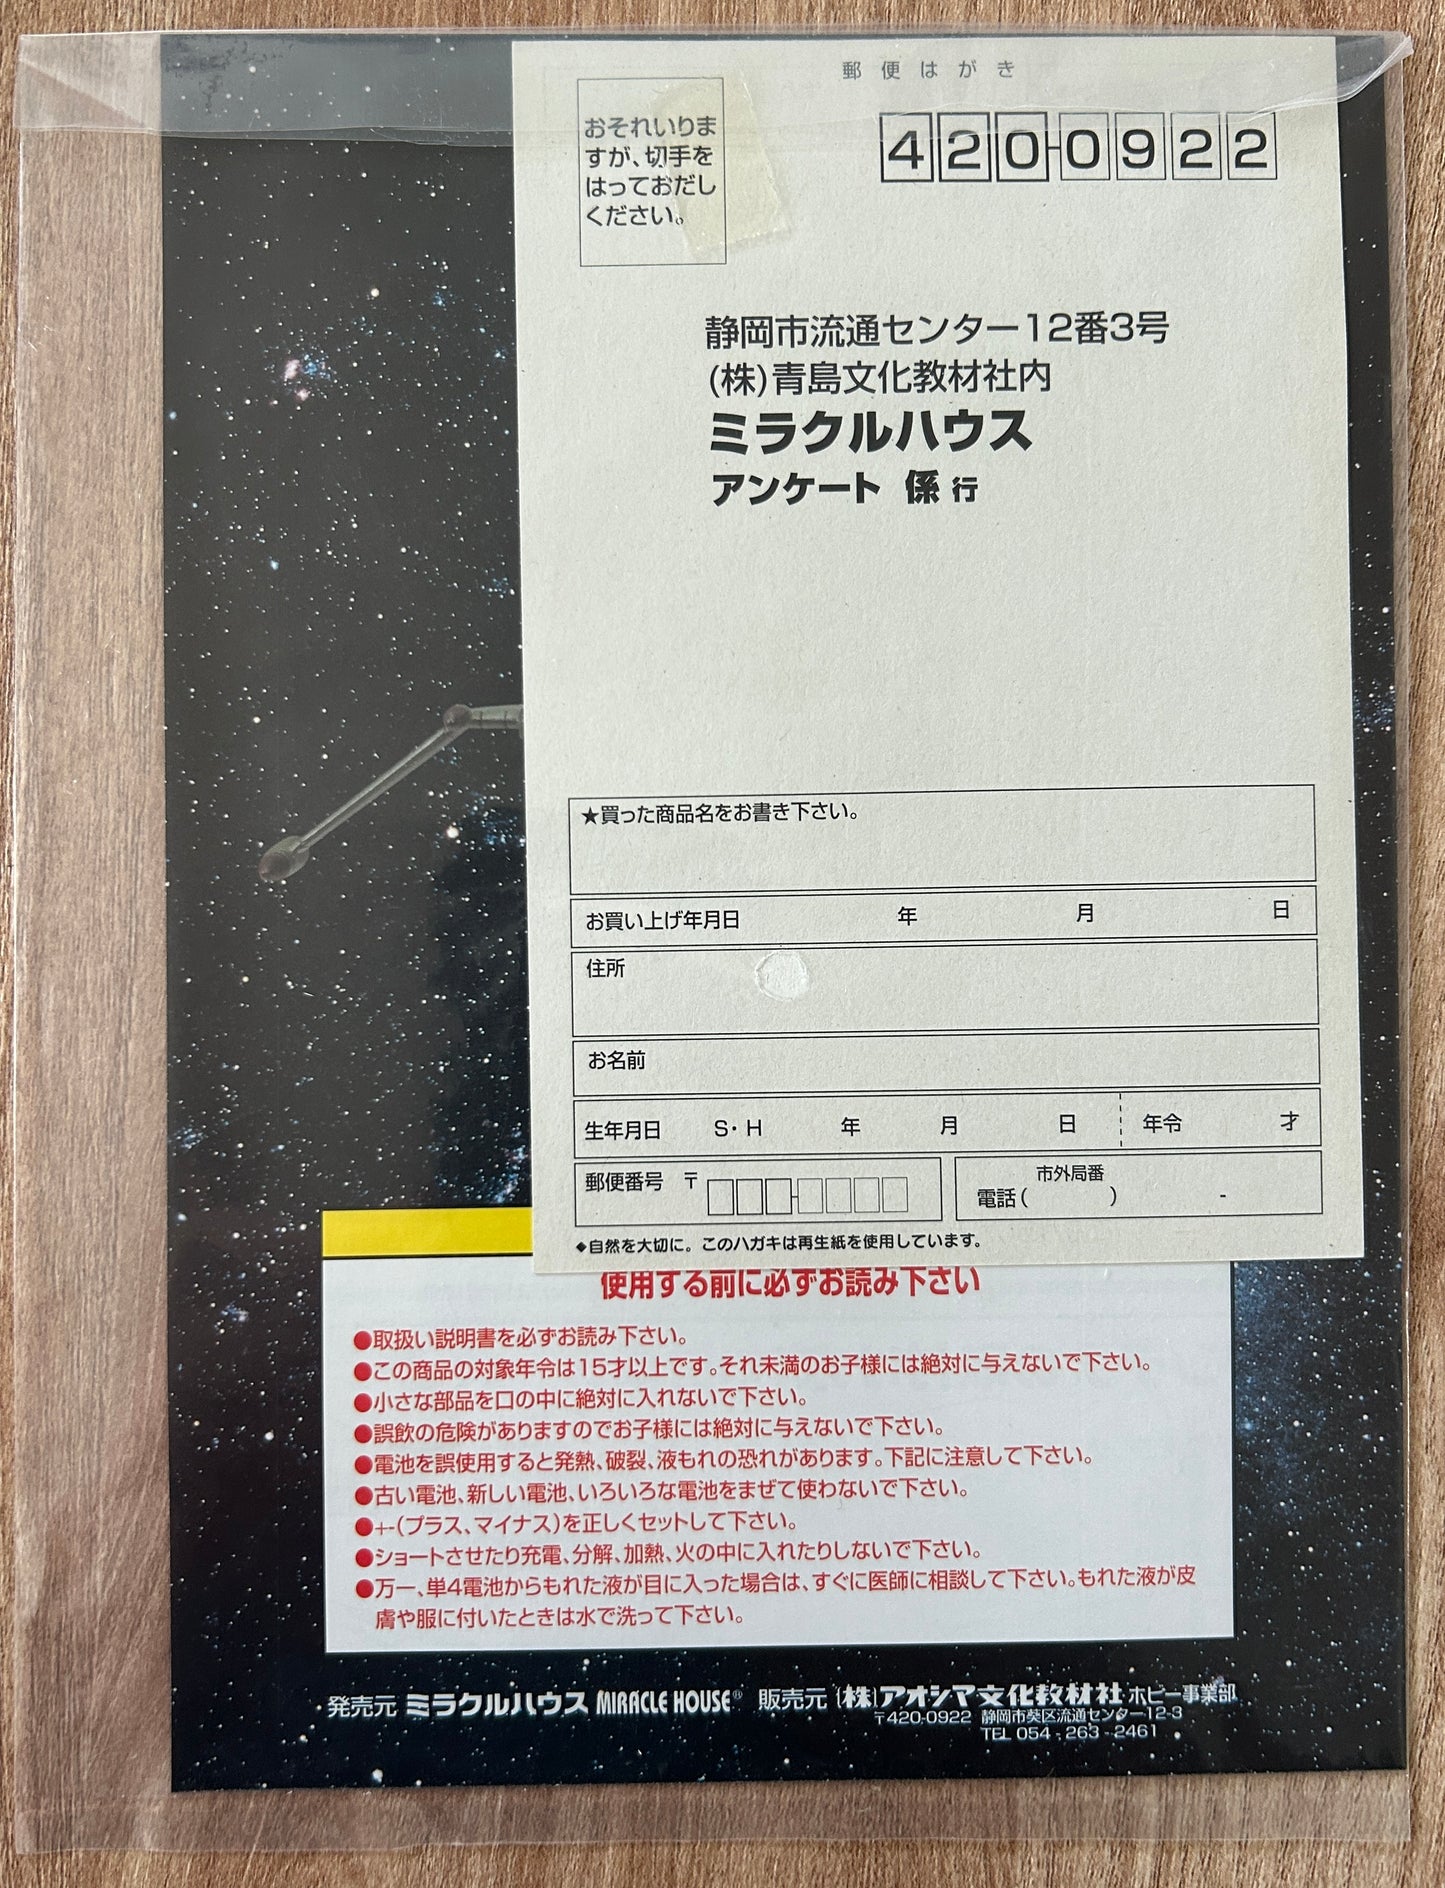 郵便はがき
おそれいりま
すが、切手を
はっておだし
ください。
420-0922
静岡市流通センター12番3号
(株)青島文化教材社内
ミラクルハウス
アンケート 係 行
★買った商品名をお書き下さい。
お買い上げ年月日 年 月 日
住所
お名前
生年月日 S・H 年 月 日 年令 才
郵便番号 〒
市外局番
電話( ) -
◆自然を大切に。このハガキは再生紙を使用しています。
使用する前に必ずお読み下さい
●取扱い説明書を必ずお読み下さい。
●この商品の対象年令は15才以上です。それ未満のお子様には絶対に与えないで下さい。
●小さな部品を口の中に絶対に入れないで下さい。
●誤飲の危険がありますのでお子様には絶対に与えないで下さい。
●電池を誤使用すると発熱、破裂、液もれの恐れがあります。下記に注意して下さい。
●古い電池、新しい電池、いろいろな電池をまぜて使わないで下さい。
●+-(プラス、マイナス)を正しくセットして下さい。
●ショートさせたり充電、分解、加熱、火の中に入れたりしないで下さい。
●万一、単4電池からもれた液が目に入った場合は、すぐに医師に相談して下さい。もれた液が皮
膚や服に付いたときは水で洗って下さい。
発売元 ミラクルハウス MIRACLE HOUSE® 販売元 (株)アオシマ文化教材社 ホビー事業部
〒420-0922 静岡市葵区流通センター12-3
TEL 054-263-2461